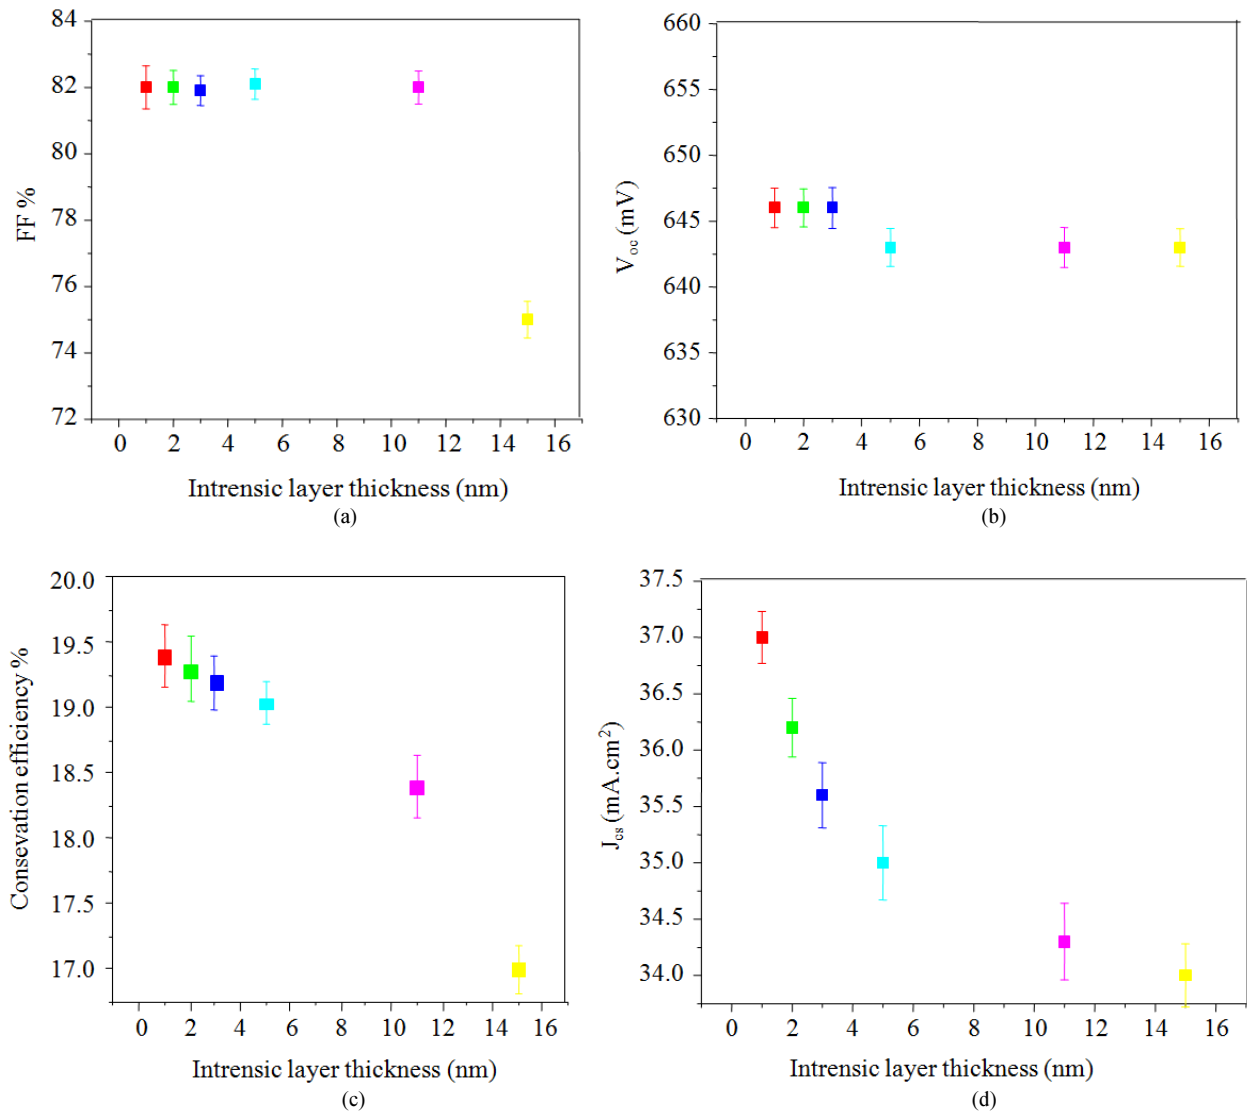 84
82
80
78
76
74
72
FF %
0 2 4 6 8 10 12 14 16
Intrensic layer thickness (nm)
(a)
660
655
650
645
640
635
630
V_oc (mV)
0 2 4 6 8 10 12 14 16
Intrensic layer thickness (nm)
(b)
20.0
19.5
19.0
18.5
18.0
17.5
17.0
Consevation efficiency %
0 2 4 6 8 10 12 14 16
Intrensic layer thickness (nm)
(c)
37.5
37.0
36.5
36.0
35.5
35.0
34.5
34.0
J_cs (mA.cm²)
0 2 4 6 8 10 12 14 16
Intrensic layer thickness (nm)
(d)